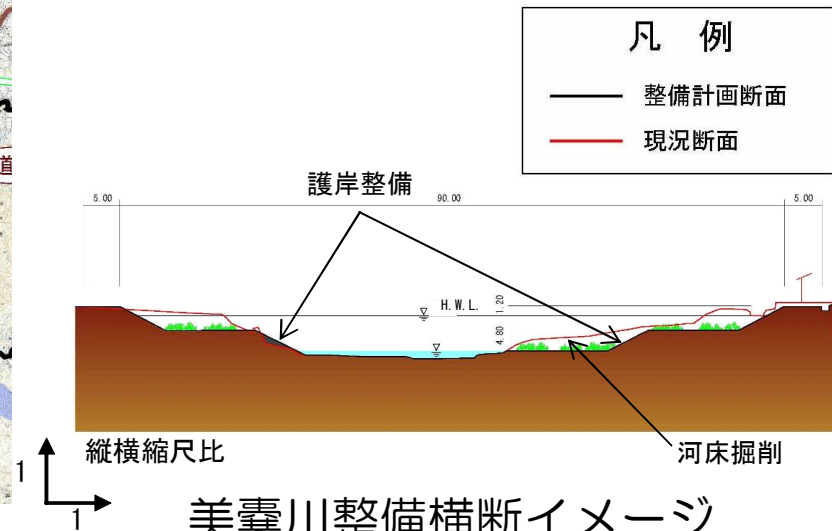 凡 例
整備計画断面
現況断面
道
護岸整備
5.00 90.00 5.00
H.W.L.
1.20
4.80
縦横縮尺比
河床掘削
1
1
美嚢川整備横断イメージ